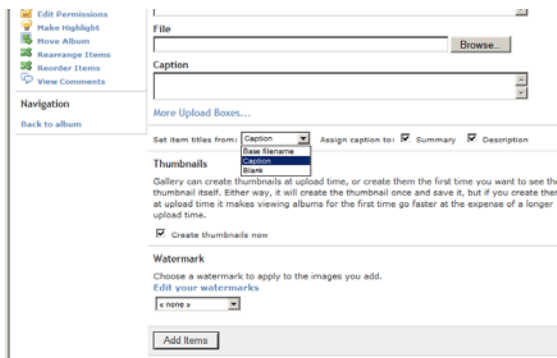 Edit Permissions
Make Highlight
Move Album
Rearrange Items
Reorder Items
View Comments
Navigation
Back to album
File
Browse...
Caption
More Upload Boxes...
Set item titles from: Caption Assign caption to: Summary Description
Base filename
Caption
Blank
Thumbnails
Gallery can create thumbnails at upload time, or create them the first time you want to see the
thumbnail itself. Either way, it will create the thumbnail once and save it, but if you create them
at upload time it makes viewing albums for the first time go faster at the expense of a longer
upload time.
Create thumbnails now
Watermark
Choose a watermark to apply to the images you add.
Edit your watermarks
« none »
Add Items